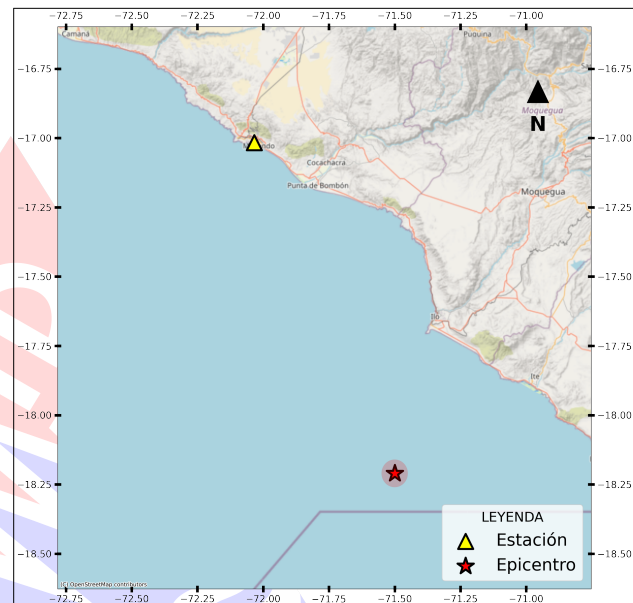 −72.75 −72.50 −72.25 −72.00 −71.75 −71.50 −71.25 −71.00
Camaná
Puquina
−16.75 −16.75
Moquegua
N
−17.00 −17.00
Cocachacra
Punta de Bombón
Moquegua
−17.25 −17.25
−17.50 −17.50
Ilo
−17.75 −17.75
Ite
−18.00 −18.00
−18.25 −18.25
LEYENDA
Estación
Epicentro
−18.50 −18.50
(C) OpenStreetMap contributors
−72.75 −72.50 −72.25 −72.00 −71.75 −71.50 −71.25 −71.00